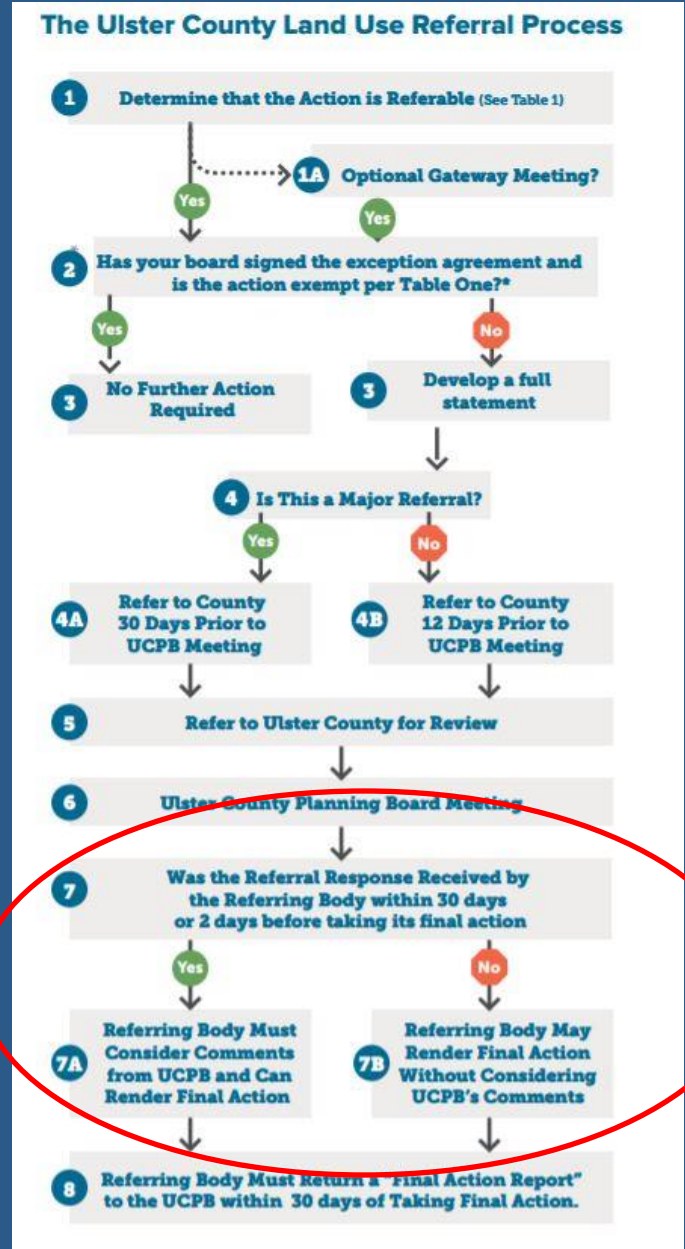 The Ulster County Land Use Referral Process
1
Determine that the Action is Referable (See Table 1)
1A
Optional Gateway Meeting?
Yes
Yes
*
2
Has your board signed the exception agreement and
is the action exempt per Table One?*
Yes
No
3
No Further Action
Required
3
Develop a full
statement
4
Is This a Major Referral?
Yes
No
4A
Refer to County
30 Days Prior to
UCPB Meeting
4B
Refer to County
12 Days Prior to
UCPB Meeting
5
Refer to Ulster County for Review
6
Ulster County Planning Board Meeting
7
Was the Referral Response Received by
the Referring Body within 30 days
or 2 days before taking its final action
Yes
No
7A
Referring Body Must
Consider Comments
from UCPB and Can
Render Final Action
7B
Referring Body May
Render Final Action
Without Considering
UCPB's Comments
8
Referring Body Must Return a "Final Action Report"
to the UCPB within 30 days of Taking Final Action.